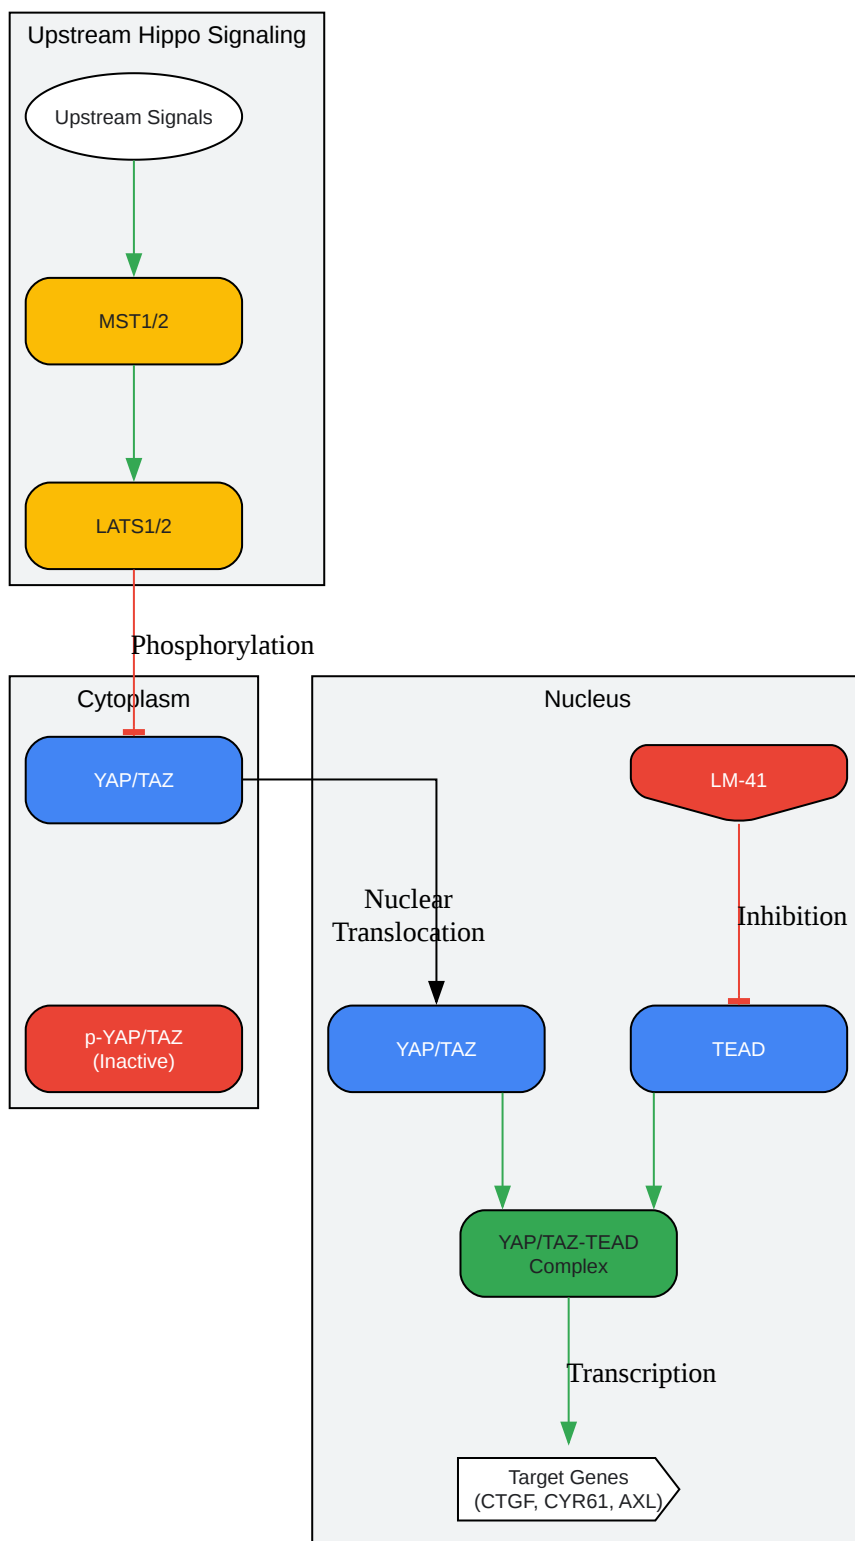 Upstream Hippo Signaling
Upstream Signals
MST1/2
LATS1/2
Phosphorylation
Cytoplasm
YAP/TAZ
p-YAP/TAZ
(Inactive)
Nucleus
LM-41
Nuclear
Translocation
Inhibition
YAP/TAZ
TEAD
YAP/TAZ-TEAD
Complex
Transcription
Target Genes
(CTGF, CYR61, AXL)